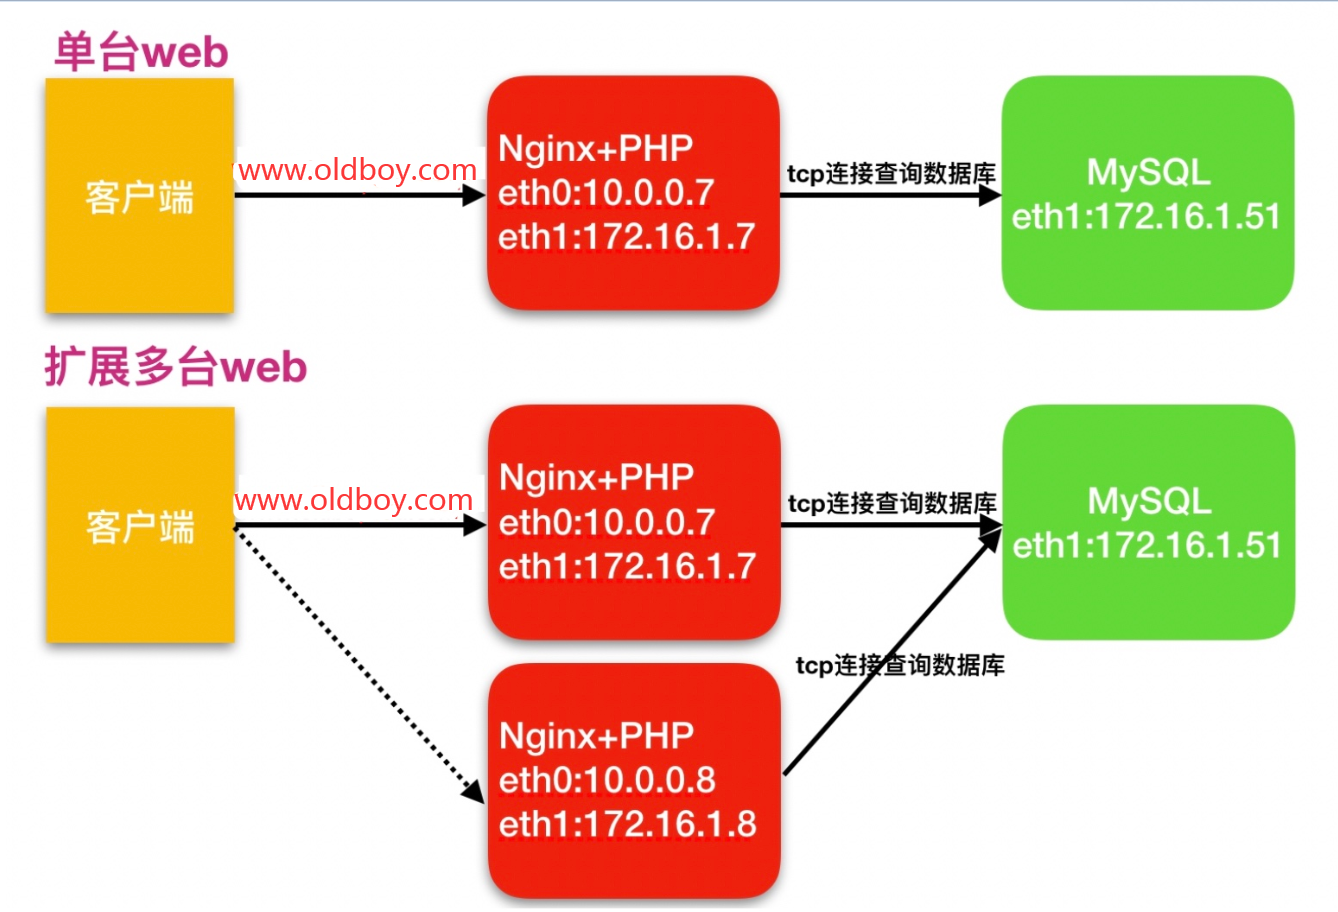 单台web
客户端
www.oldboy.com
Nginx+PHP
eth0:10.0.0.7
eth1:172.16.1.7
tcp连接查询数据库
MySQL
eth1:172.16.1.51
扩展多台web
客户端
www.oldboy.com
Nginx+PHP
eth0:10.0.0.7
eth1:172.16.1.7
tcp连接查询数据库
MySQL
eth1:172.16.1.51
tcp连接查询数据库
Nginx+PHP
eth0:10.0.0.8
eth1:172.16.1.8